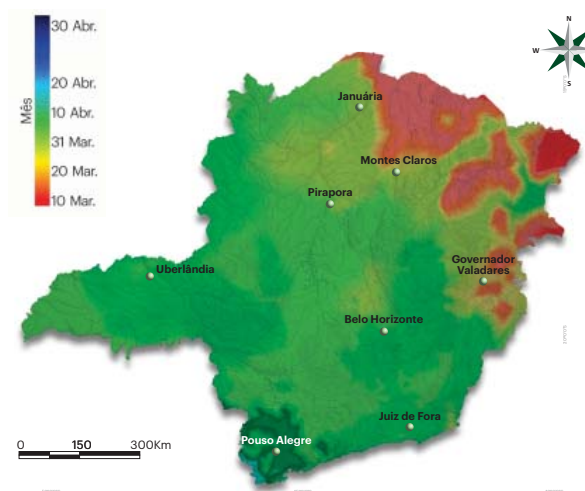 Mês
30 Abr.
20 Abr.
10 Abr.
31 Mar.
20 Mar.
10 Mar.
N
W
S
Januária
Montes Claros
Pirapora
Uberlândia
Governador
Valadares
Belo Horizonte
Juiz de Fora
Pouso Alegre
0 150 300Km